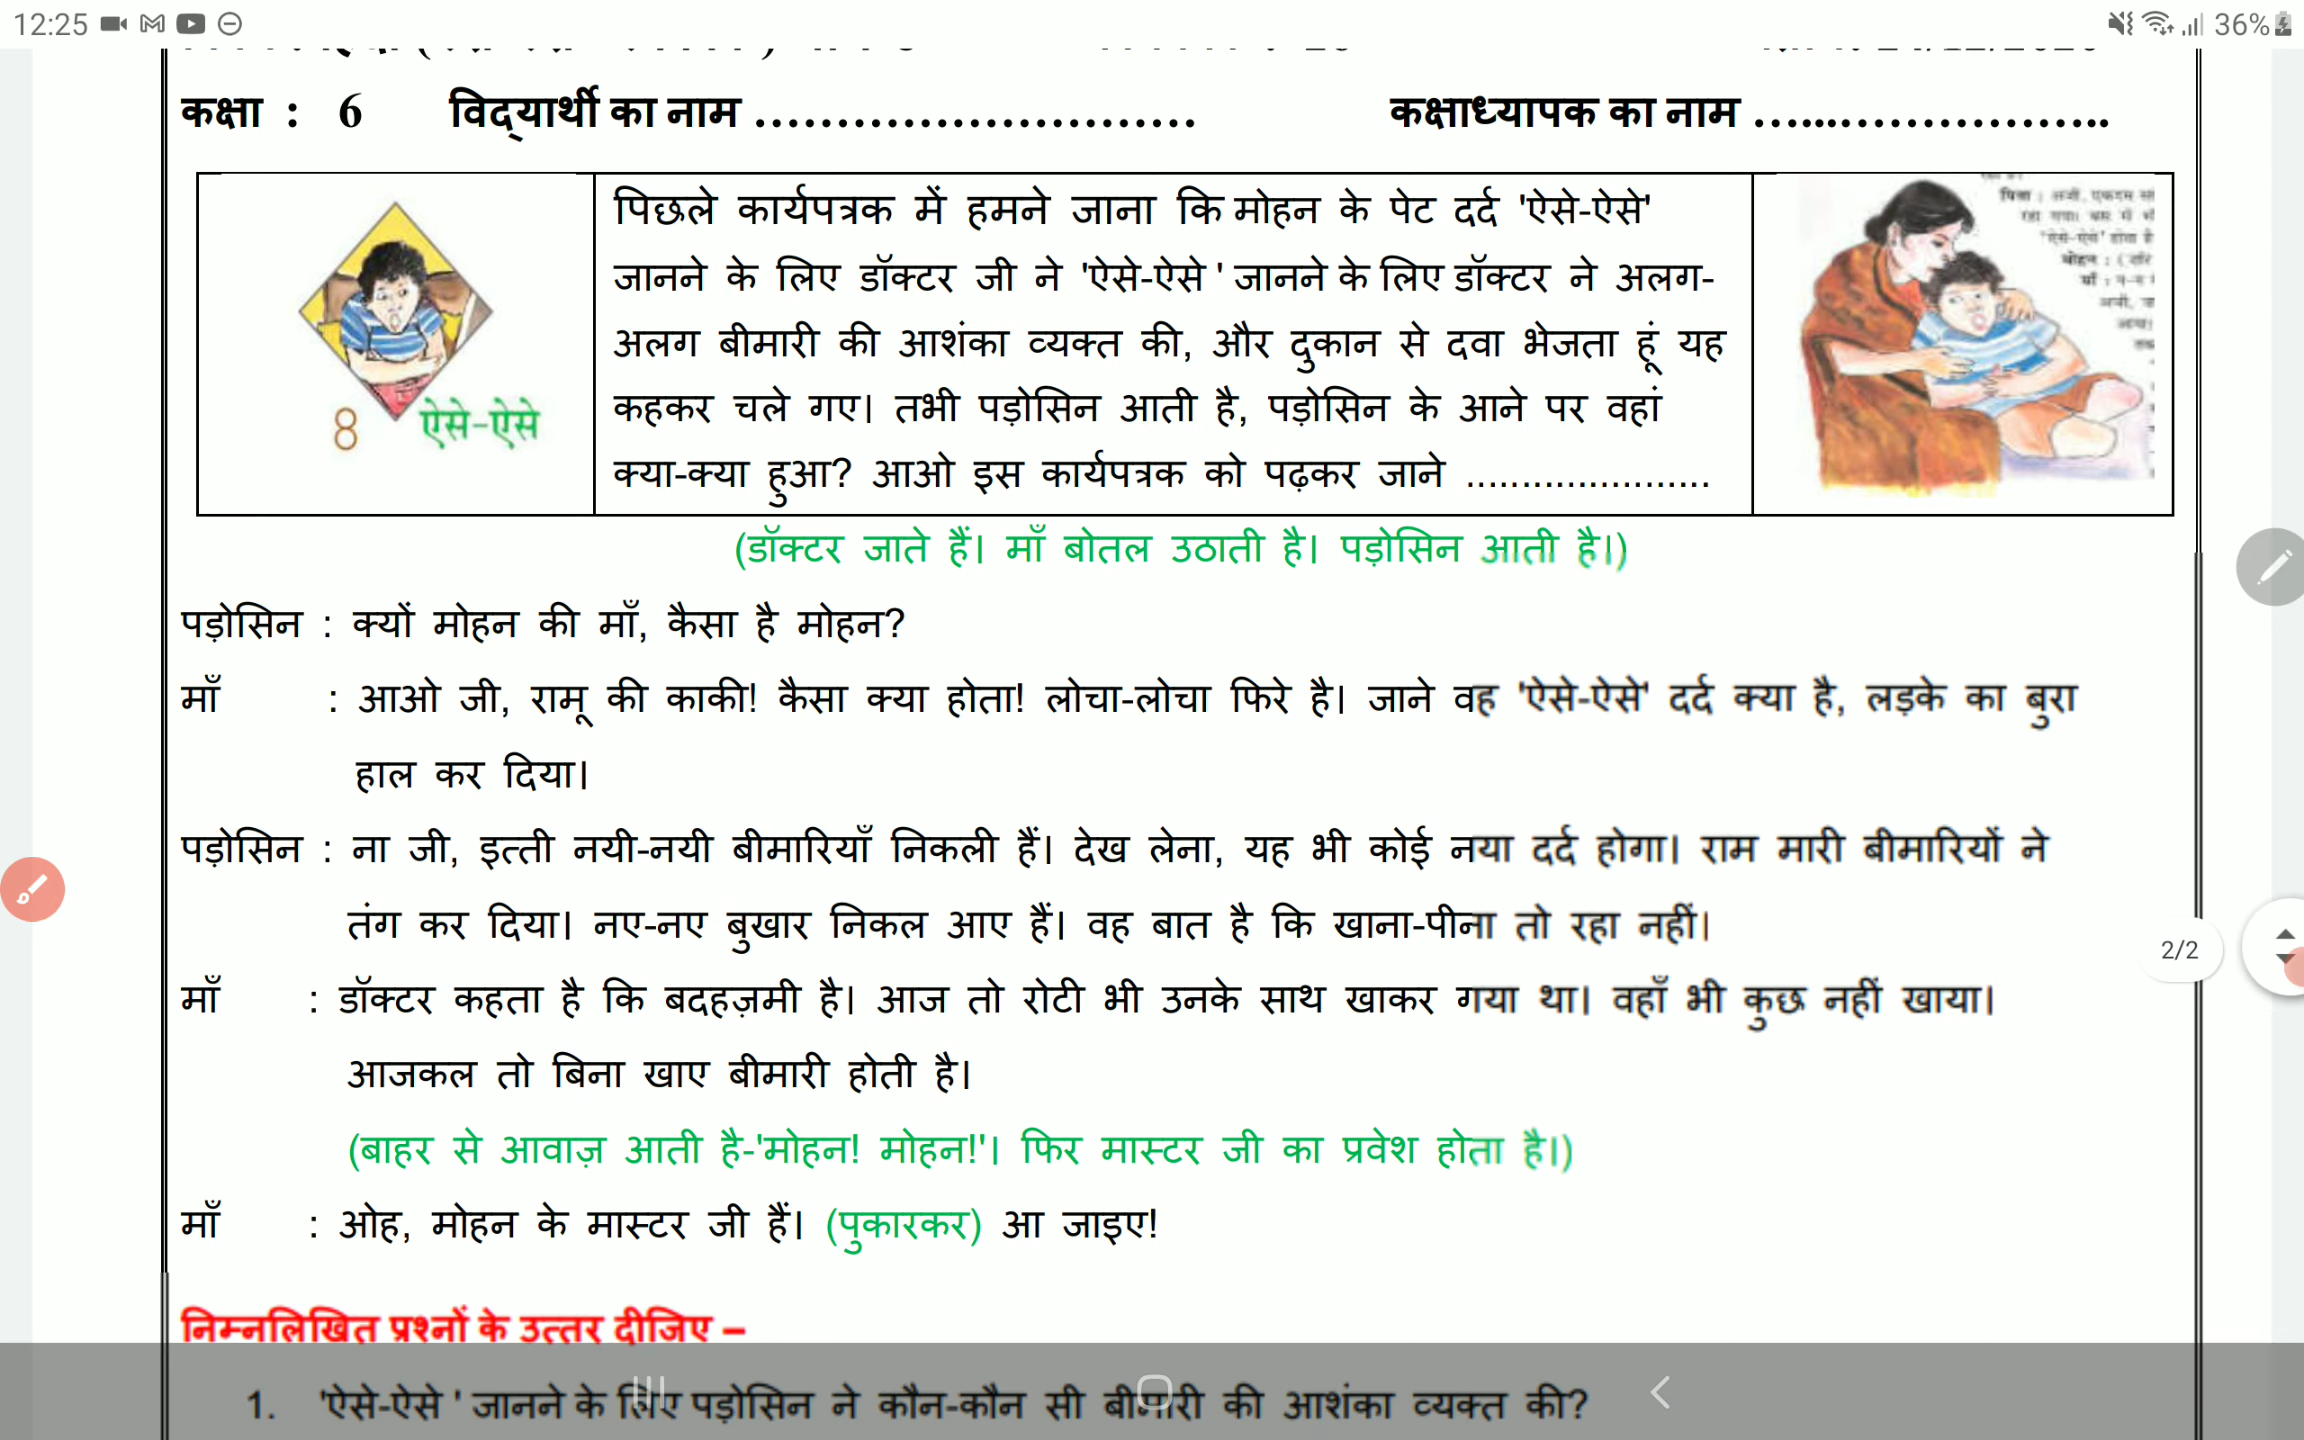 12:25
36%
कक्षा : 6 विद्‌यार्थी का नाम ........................... कक्षाध्यापक का नाम ......................
पिछले कार्यपत्रक में हमने जाना कि मोहन के पेट दर्द 'ऐसे-ऐसे'
जानने के लिए डॉक्टर जी ने 'ऐसे-ऐसे ' जानने के लिए डॉक्टर ने अलग-
अलग बीमारी की आशंका व्यक्त की, और दुकान से दवा भेजता हूं यह
कहकर चले गए। तभी पड़ोसिन आती है, पड़ोसिन के आने पर वहां
क्या-क्या हुआ? आओ इस कार्यपत्रक को पढ़कर जाने ......................
8 ऐसे-ऐसे
(डॉक्टर जाते हैं। माँ बोतल उठाती है। पड़ोसिन आती है।)
पड़ोसिन : क्यों मोहन की माँ, कैसा है मोहन?
माँ : आओ जी, रामू की काकी! कैसा क्या होता! लोचा-लोचा फिरे है। जाने वह 'ऐसे-ऐसे' दर्द क्या है, लड़के का बुरा
हाल कर दिया।
पड़ोसिन : ना जी, इत्ती नयी-नयी बीमारियाँ निकली हैं। देख लेना, यह भी कोई नया दर्द होगा। राम मारी बीमारियों ने
तंग कर दिया। नए-नए बुखार निकल आए हैं। वह बात है कि खाना-पीना तो रहा नहीं।
2/2
माँ : डॉक्टर कहता है कि बदहज़मी है। आज तो रोटी भी उनके साथ खाकर गया था। वहाँ भी कुछ नहीं खाया।
आजकल तो बिना खाए बीमारी होती है।
(बाहर से आवाज़ आती है-'मोहन! मोहन!'। फिर मास्टर जी का प्रवेश होता है।)
माँ : ओह, मोहन के मास्टर जी हैं। (पुकारकर) आ जाइए!
निम्नलिखित प्रश्नों के उत्तर दीजिए –
1. 'ऐसे-ऐसे ' जानने के लिए पड़ोसिन ने कौन-कौन सी बीमारी की आशंका व्यक्त की?